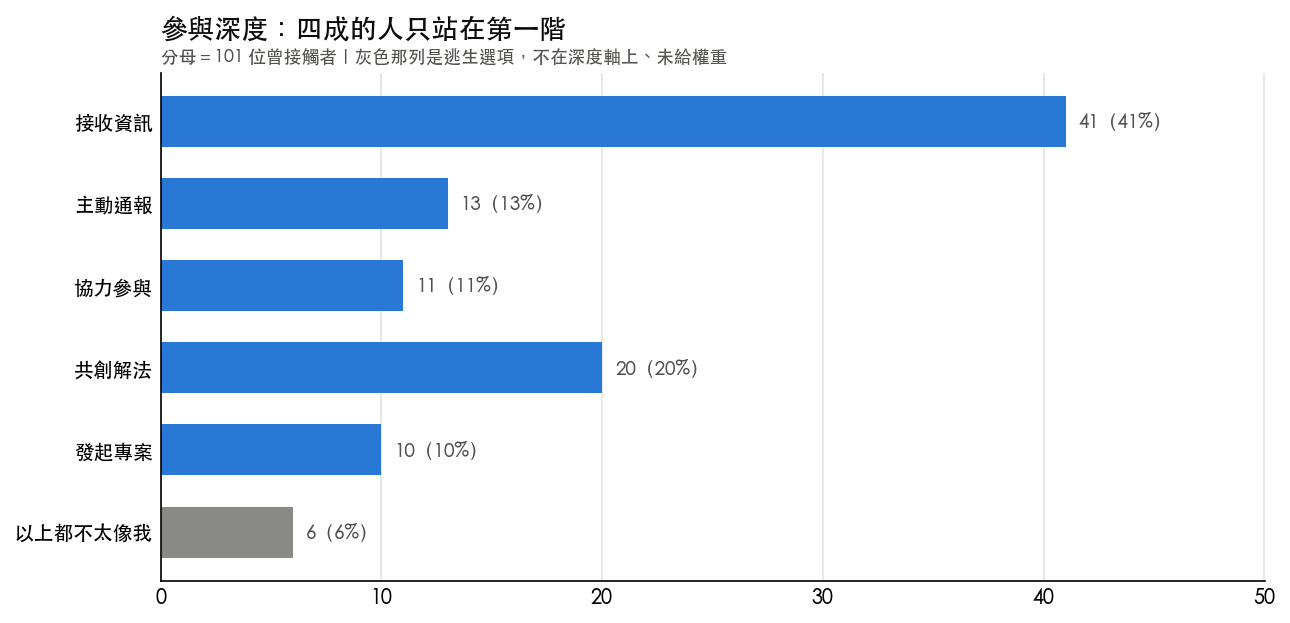 參與深度：四成的人只站在第一階
分母＝101 位曾接觸者｜灰色那列是逃生選項，不在深度軸上、未給權重
接收資訊 41 (41%)
主動通報 13 (13%)
協力參與 11 (11%)
共創解法 20 (20%)
發起專案 10 (10%)
以上都不太像我 6 (6%)
0 10 20 30 40 50